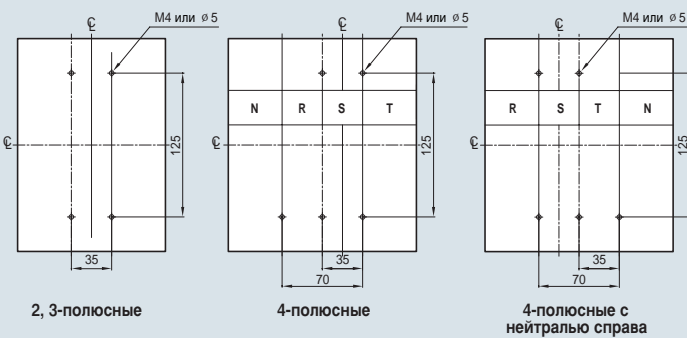 ℄ M4 или ø 5
℄
125
35
2, 3-полюсные
℄ M4 или ø 5
N R S T
℄
125
35
70
4-полюсные
℄ M4 или ø 5
R S T N
℄
125
35
70
4-полюсные с
нейтралью справа